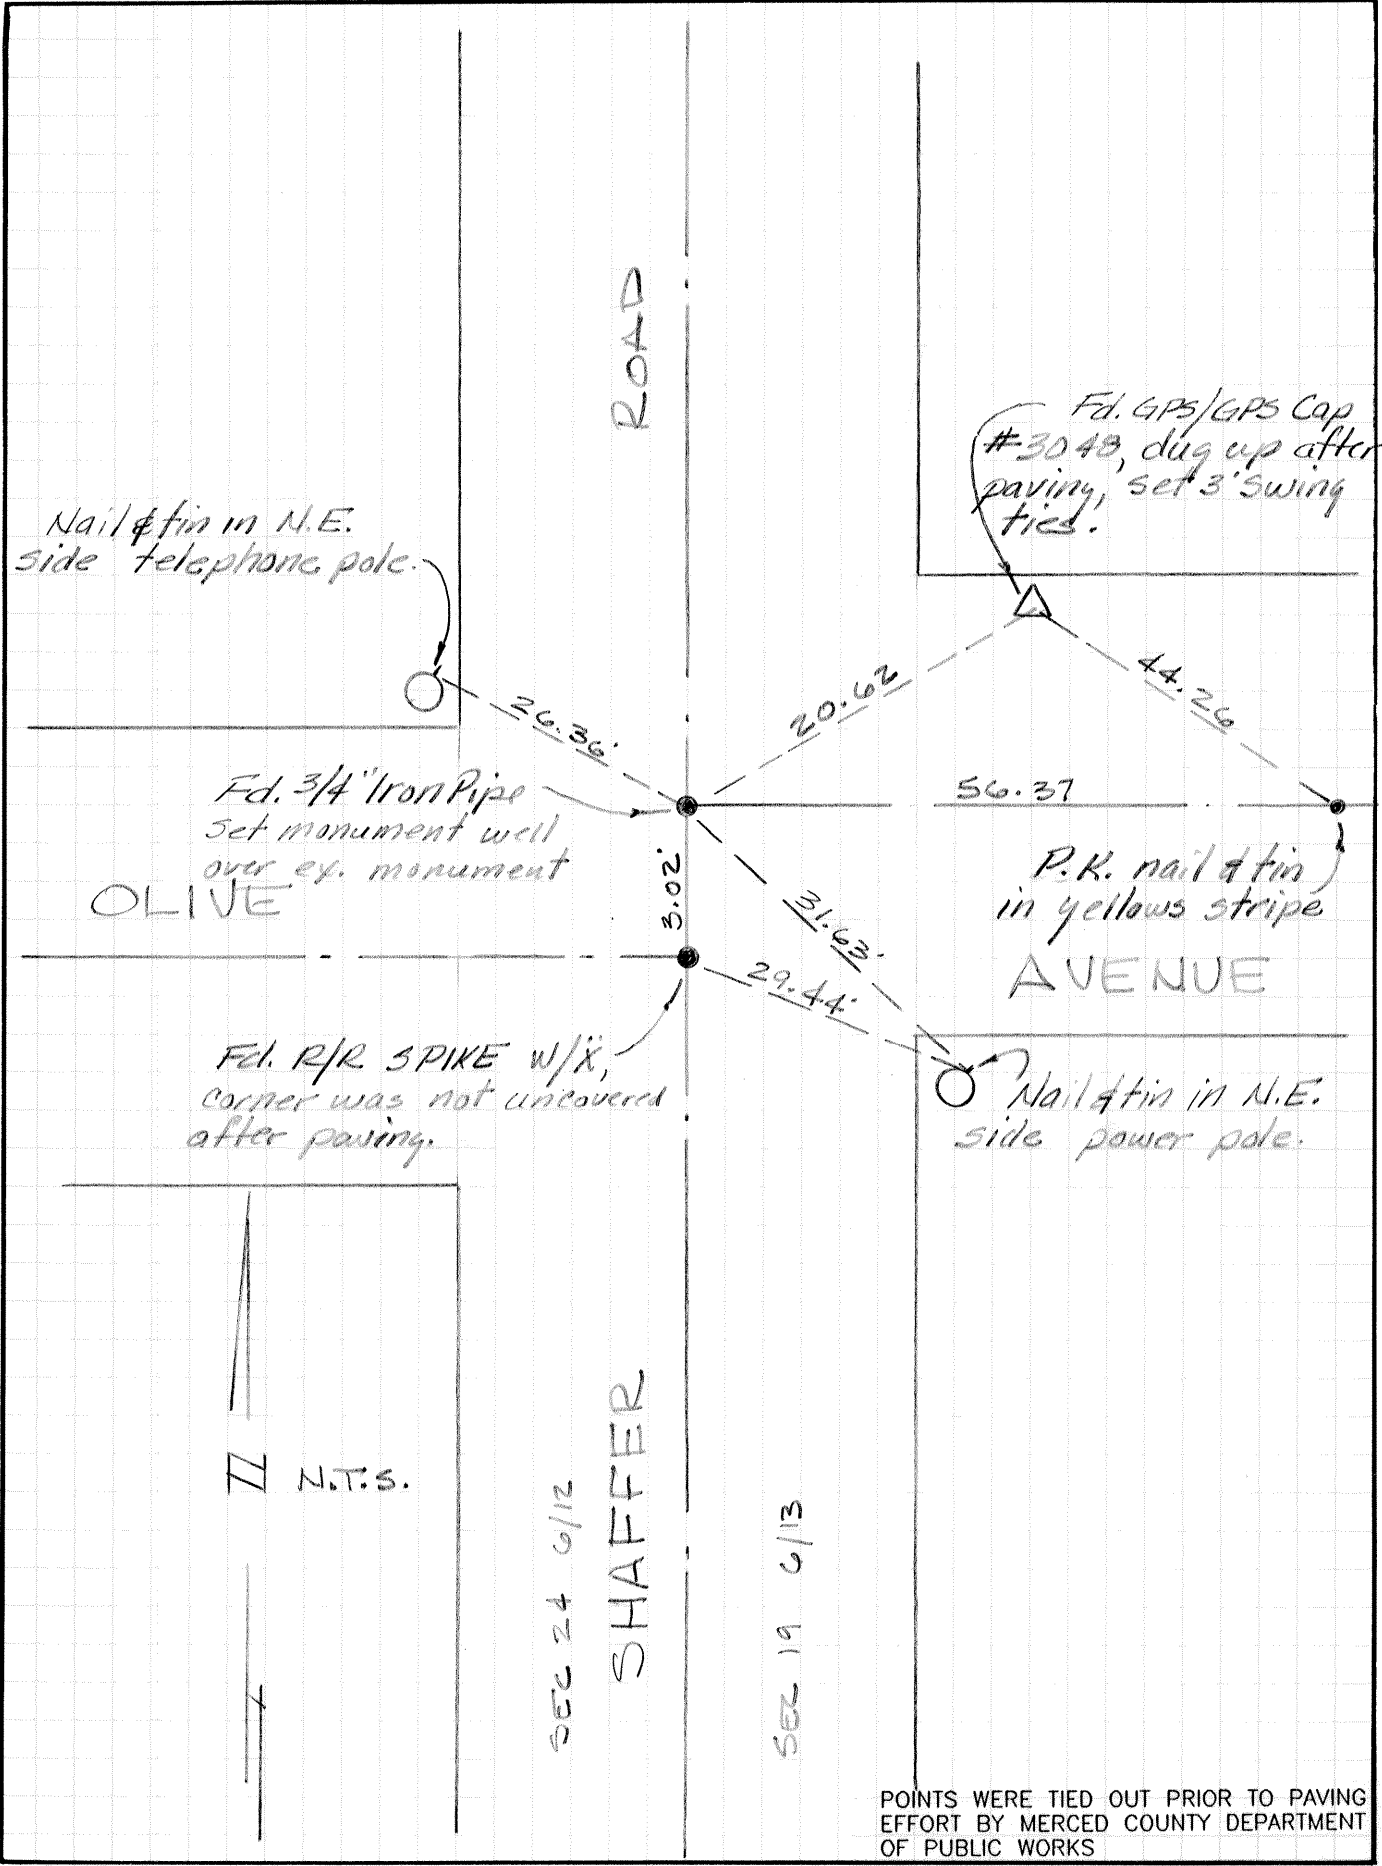 ROAD
Fd. GPS/GPS Cap
#3048, dug up after
paving, set 3' swing
ties.
Nail & tin in N.E.
side telephone pole.
26.36'
20.62
44.26
Fd. 3/4" Iron Pipe
set monument well
over ex. monument
56.37
3.02'
31.63'
P.K. nail & tin
in yellows stripe
OLIVE
AVENUE
29.44'
Fd. R/R SPIKE W/"X",
corner was not uncovered
after paving.
Nail & tin in N.E.
side power pole.
N.T.S.
SEC 24 6/12
SHAFFER
SEC 19 6/13
POINTS WERE TIED OUT PRIOR TO PAVING
EFFORT BY MERCED COUNTY DEPARTMENT
OF PUBLIC WORKS